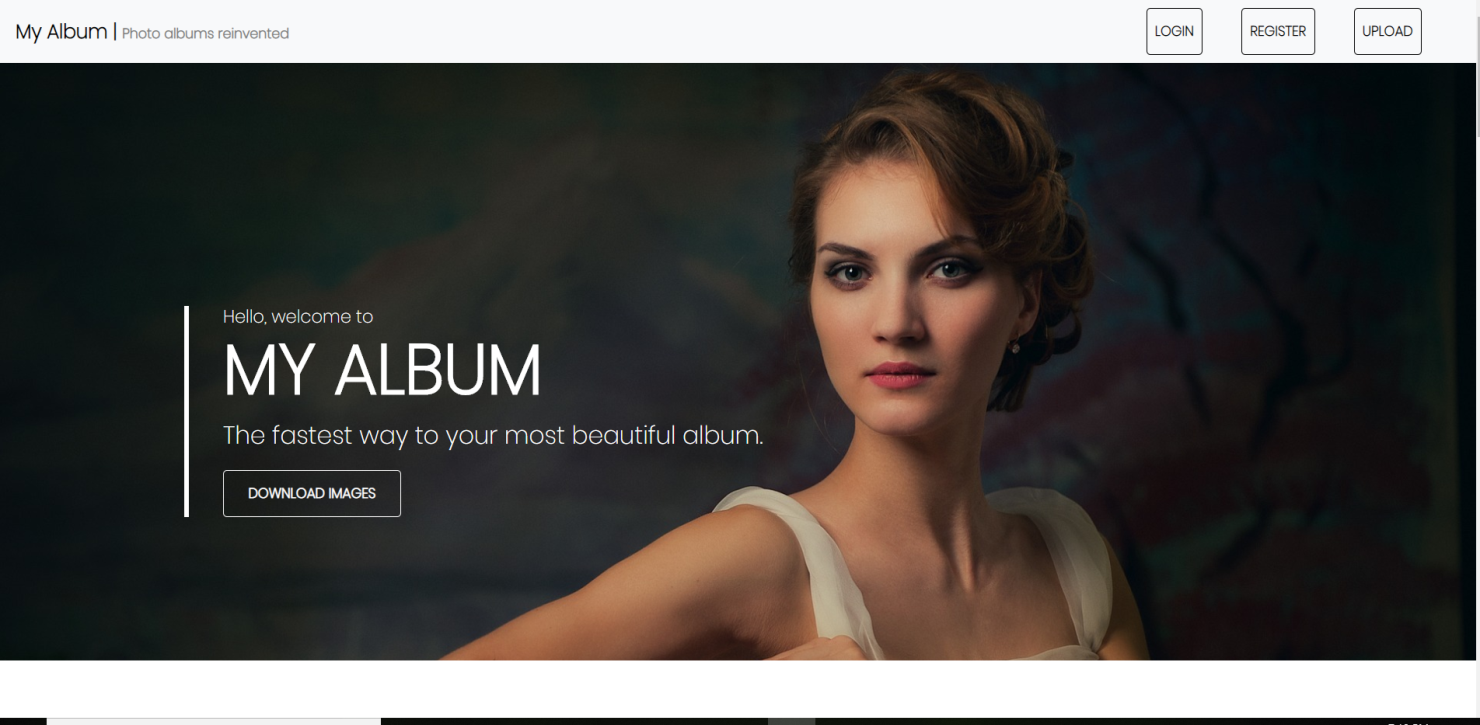 My Album | Photo albums reinvented
LOGIN
REGISTER
UPLOAD
Hello, welcome to
MY ALBUM
The fastest way to your most beautiful album.
DOWNLOAD IMAGES